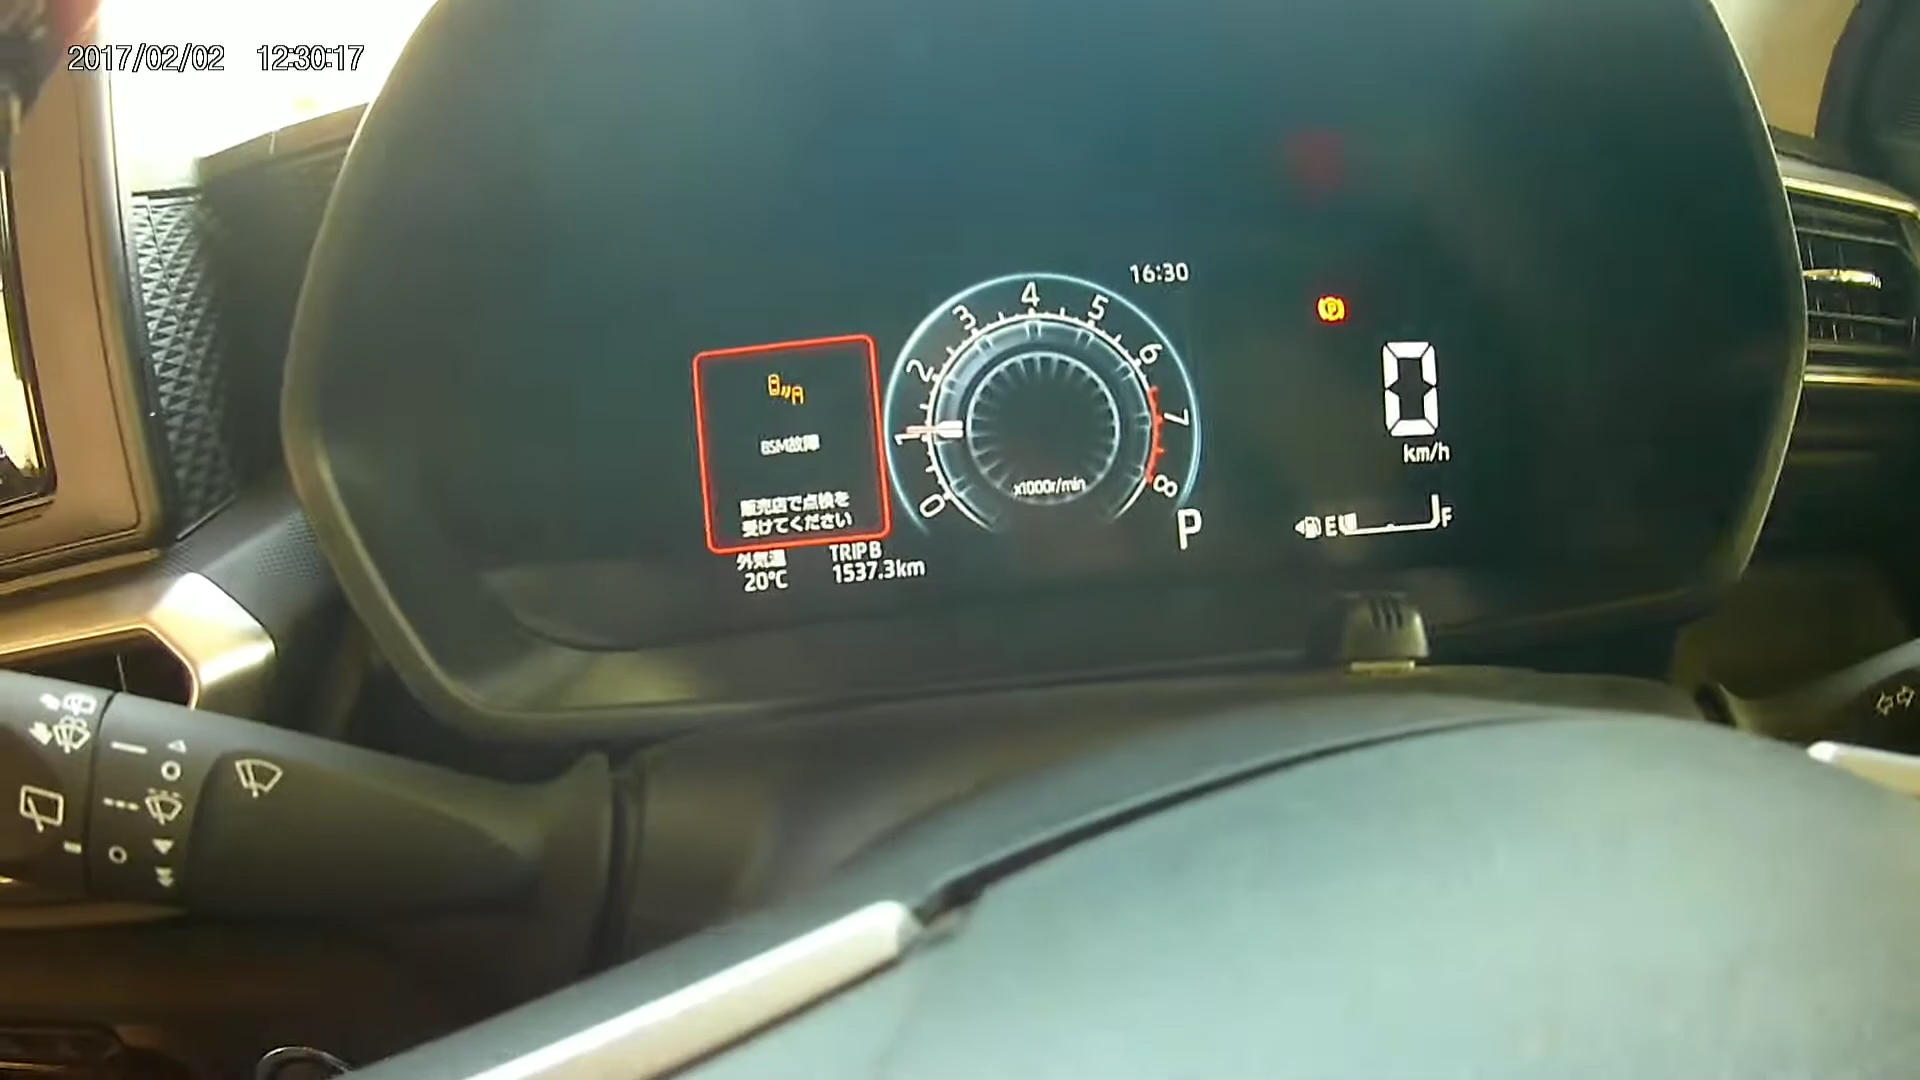 2017/02/02 12:30:17
16:30
BSM故障
販売店で点検を
受けてください
外気温
20°C
TRIP B
1537.3km
0 1 2 3 4 5 6 7 8
x1000r/min
P
0
km/h
E F